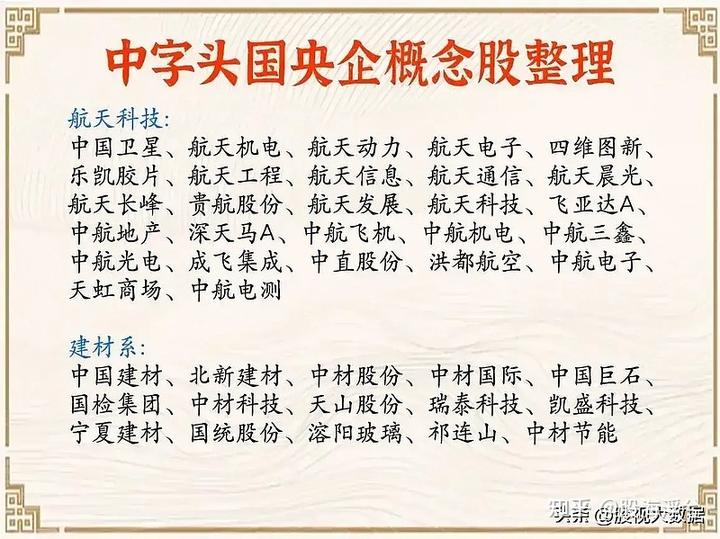 中字头国央企概念股整理
航天科技:
中国卫星、航天机电、航天动力、航天电子、四维图新、
乐凯胶片、航天工程、航天信息、航天通信、航天晨光、
航天长峰、贵航股份、航天发展、航天科技、飞亚达A、
中航地产、深天马A、中航飞机、中航机电、中航三鑫、
中航光电、成飞集成、中直股份、洪都航空、中航电子、
天虹商场、中航电测
建材系:
中国建材、北新建材、中材股份、中材国际、中国巨石、
国检集团、中材科技、天山股份、瑞泰科技、凯盛科技、
宁夏建材、国统股份、溶阳玻璃、祁连山、中材节能
知乎 @股海
头条 @股视大数据